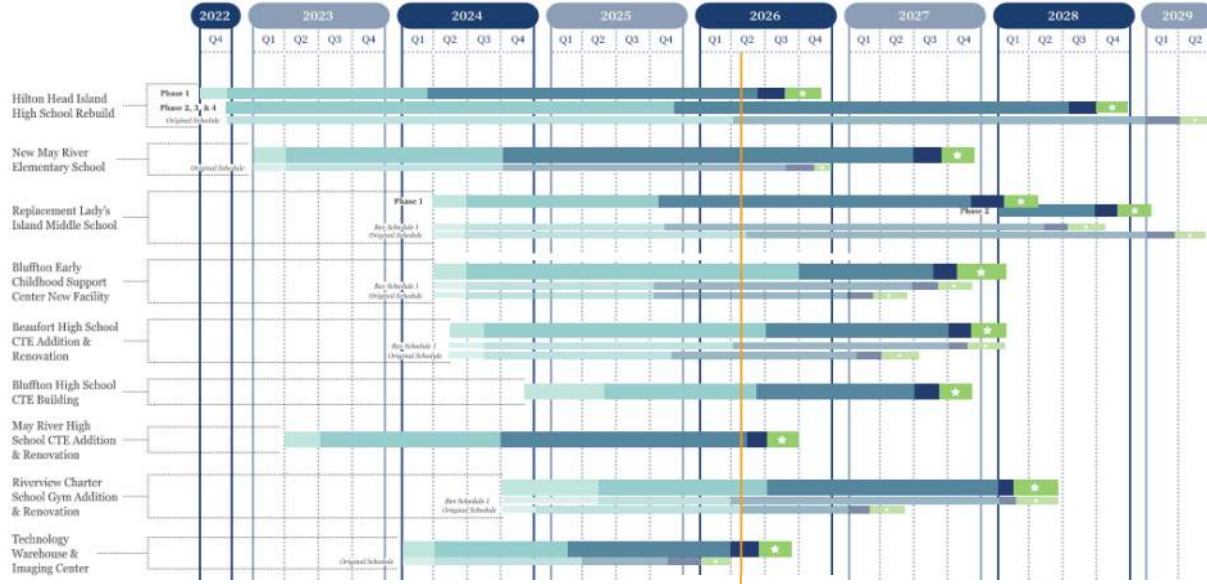 2022 2023 2024 2025 2026 2027 2028 2029
Q4 Q1 Q2 Q3 Q4 Q1 Q2 Q3 Q4 Q1 Q2 Q3 Q4 Q1 Q2 Q3 Q4 Q1 Q2 Q3 Q4 Q1 Q2 Q3 Q4 Q1 Q2
Hilton Head Island
High School Rebuild
Phase 1
Phase 2, 3, & 4
Original Schedule
New May River
Elementary School
Original Schedule
Replacement Lady's
Island Middle School
Phase 1
Phase 2
Rev Schedule 1
Original Schedule
Bluffton Early
Childhood Support
Center New Facility
Rev Schedule 1
Original Schedule
Beaufort High School
CTE Addition &
Renovation
Rev Schedule 1
Original Schedule
Bluffton High School
CTE Building
May River High
School CTE Addition
& Renovation
Riverview Charter
School Gym Addition
& Renovation
Rev Schedule 1
Original Schedule
Technology
Warehouse &
Imaging Center
Original Schedule